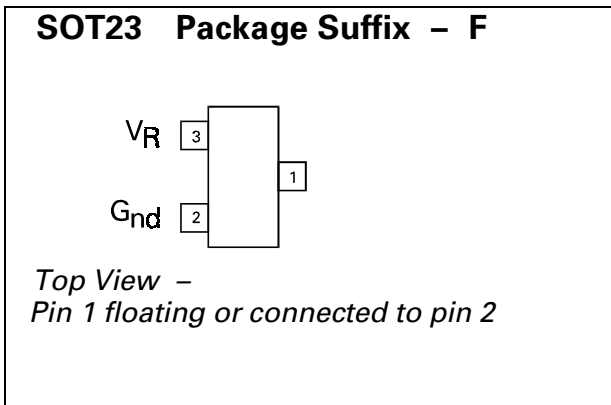 SOT23 Package Suffix – F
VR 3
1
Gnd 2
Top View –
Pin 1 floating or connected to pin 2